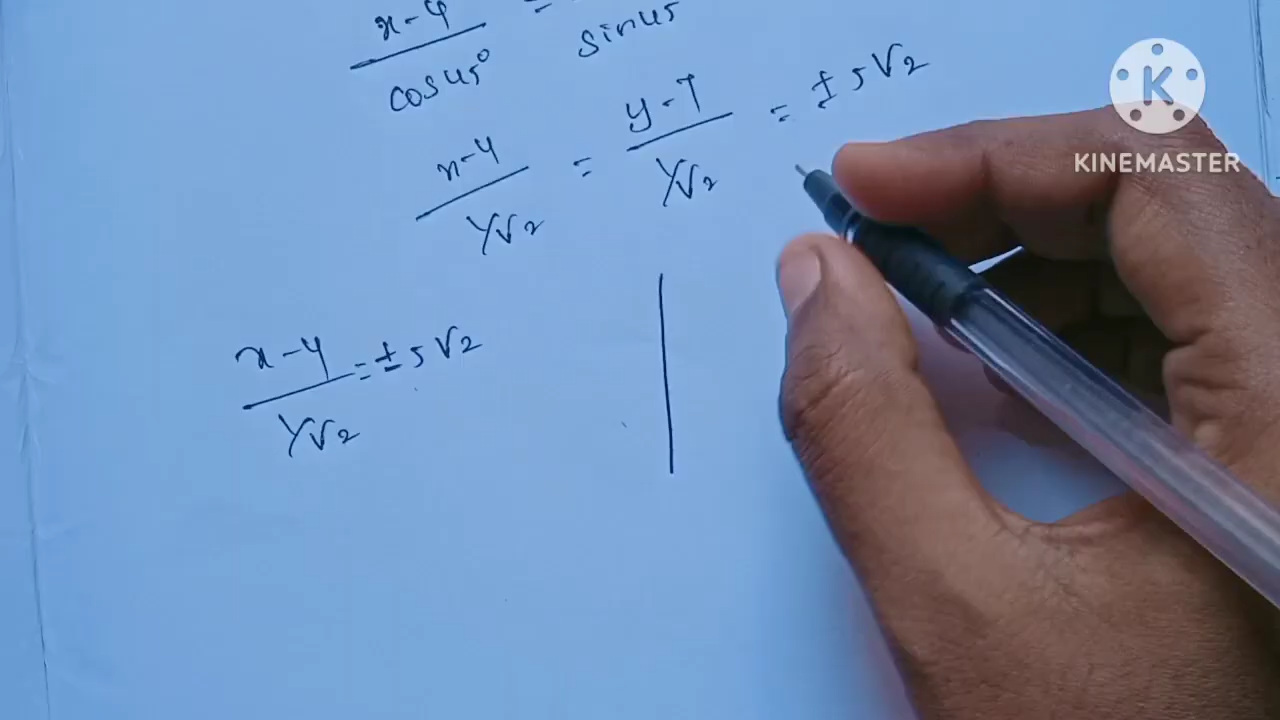 x-4 / cos45° = sin45
x-4 / 1/√2 = y-7 / 1/√2 = ± 5√2
x-4 / 1/√2 = ± 5√2
K
KINEMASTER